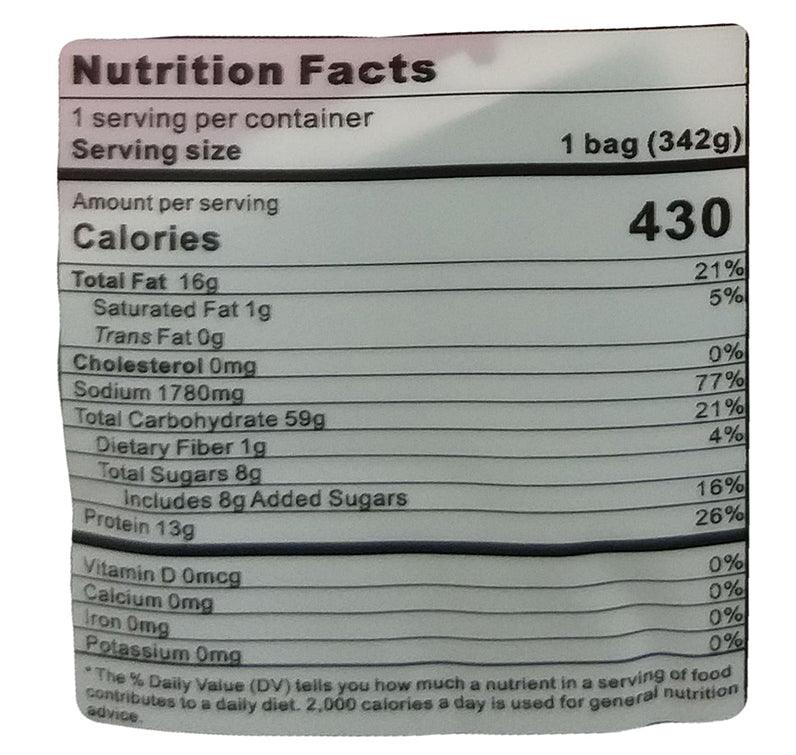 Nutrition Facts
1 serving per container
Serving size 1 bag (342g)
Amount per serving
Calories 430
Total Fat 16g 21%
Saturated Fat 1g 5%
Trans Fat 0g
Cholesterol 0mg 0%
Sodium 1780mg 77%
Total Carbohydrate 59g 21%
Dietary Fiber 1g 4%
Total Sugars 8g
Includes 8g Added Sugars 16%
Protein 13g 26%
Vitamin D 0mcg 0%
Calcium 0mg 0%
Iron 0mg 0%
Potassium 0mg 0%
* The % Daily Value (DV) tells you how much a nutrient in a serving of food
contributes to a daily diet. 2,000 calories a day is used for general nutrition
advice.